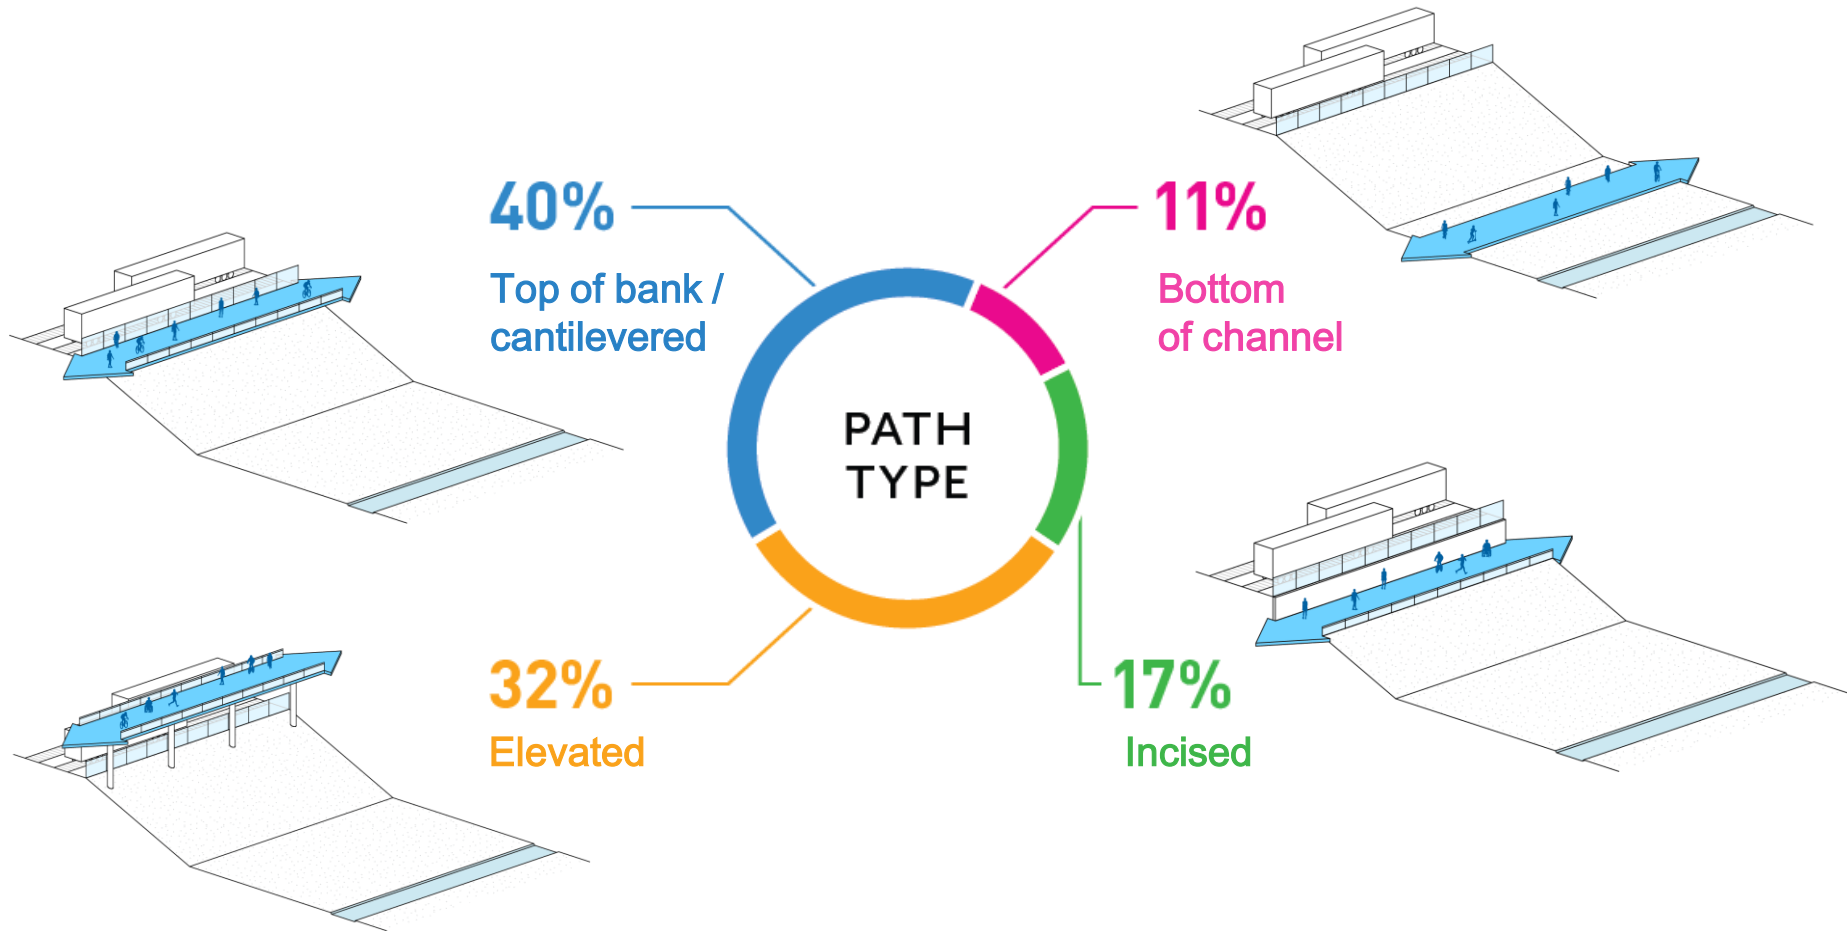 40%
Top of bank /
cantilevered
11%
Bottom
of channel
PATH
TYPE
32%
Elevated
17%
Incised